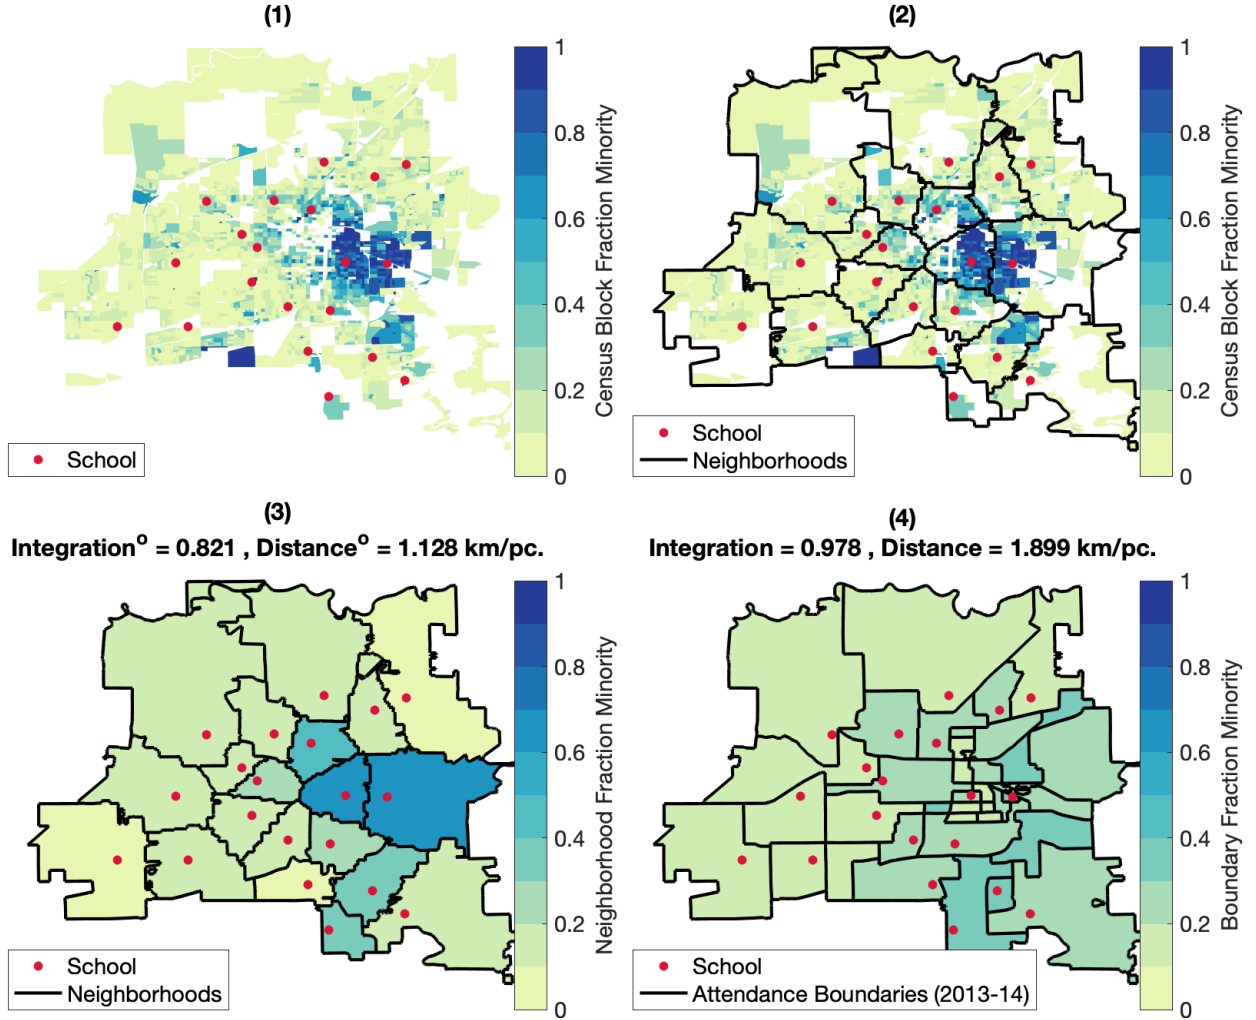 (1)
1
0.8
0.6
0.4
0.2
0
Census Block Fraction Minority
School
(2)
1
0.8
0.6
0.4
0.2
0
Census Block Fraction Minority
School
Neighborhoods
(3)
Integration° = 0.821 , Distance° = 1.128 km/pc.
1
0.8
0.6
0.4
0.2
0
Neighborhood Fraction Minority
School
Neighborhoods
(4)
Integration = 0.978 , Distance = 1.899 km/pc.
1
0.8
0.6
0.4
0.2
0
Boundary Fraction Minority
School
Attendance Boundaries (2013-14)